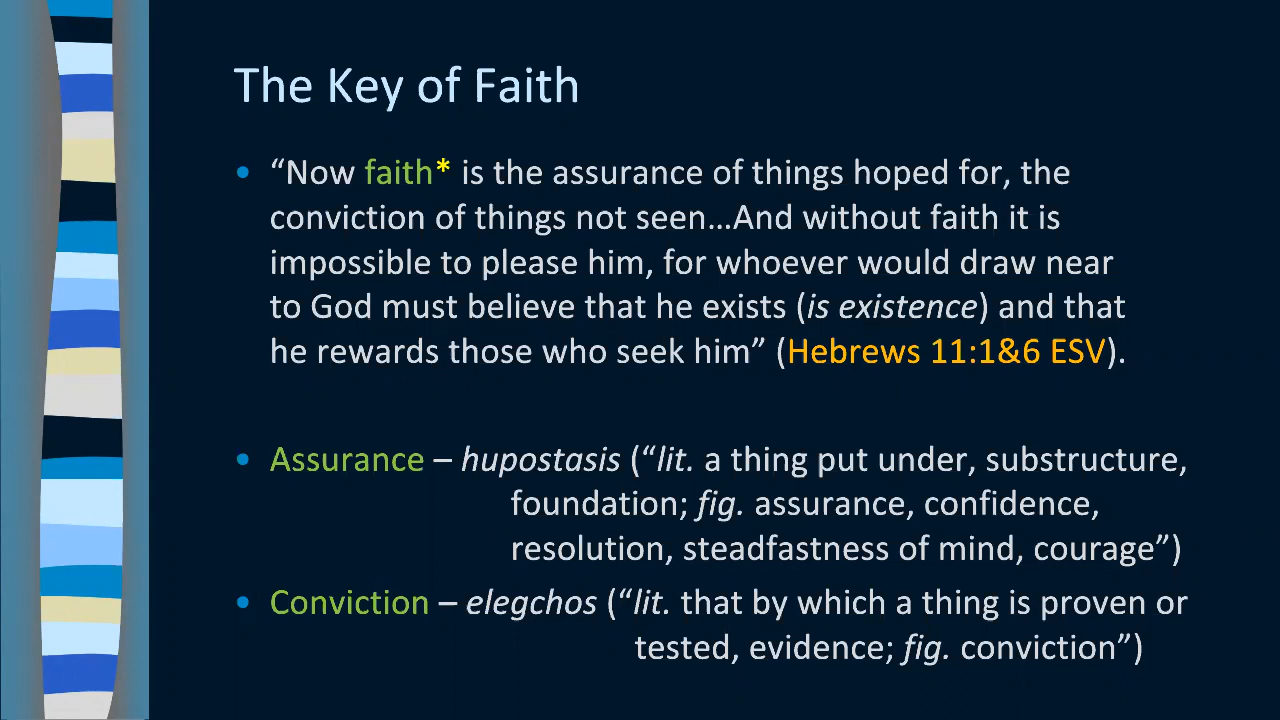 The Key of Faith
• “Now faith* is the assurance of things hoped for, the
conviction of things not seen…And without faith it is
impossible to please him, for whoever would draw near
to God must believe that he exists (is existence) and that
he rewards those who seek him” (Hebrews 11:1&6 ESV).
• Assurance – hupostasis (“lit. a thing put under, substructure,
foundation; fig. assurance, confidence,
resolution, steadfastness of mind, courage”)
• Conviction – elegchos (“lit. that by which a thing is proven or
tested, evidence; fig. conviction”)